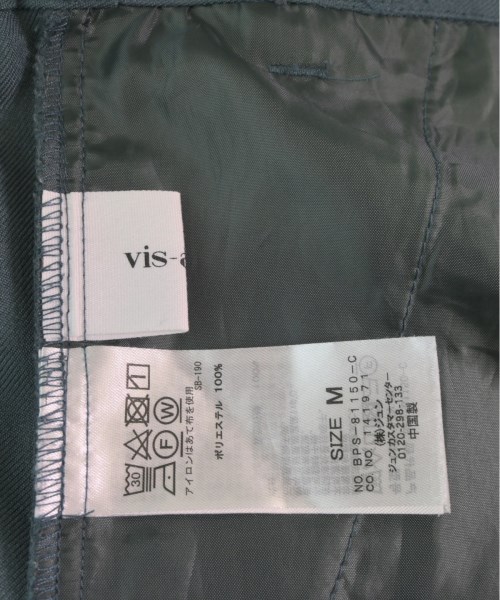 vis-a
30
F
W
アイロンはあて布を使用
SB-190
ポリエステル 100%
SIZE M
NO. BPS-81150-C
CO.NO. 141971
(株)ジュン
ジュンカスタマーセンター
0120-298-133
中国製